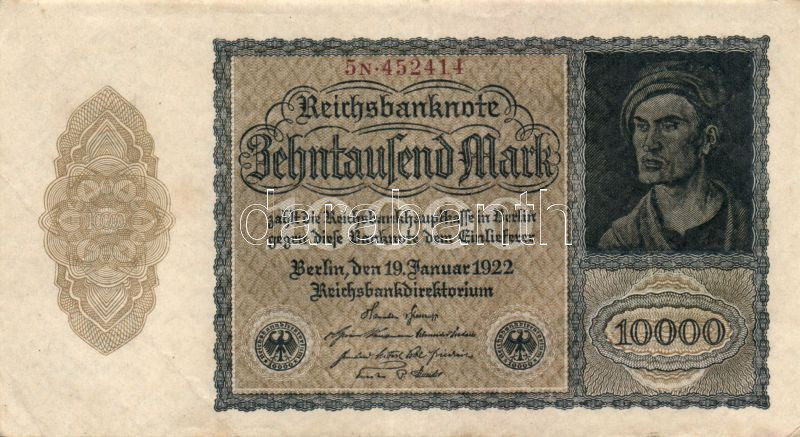 5N·452414
Reichsbanknote
Zehntausend Mark
zahlt die Reichsbankhauptkasse in Berlin
darabanth
gegen diese Banknote dem Einlieferer
Berlin, den 19. Januar 1922
Reichsbankdirektorium
10000